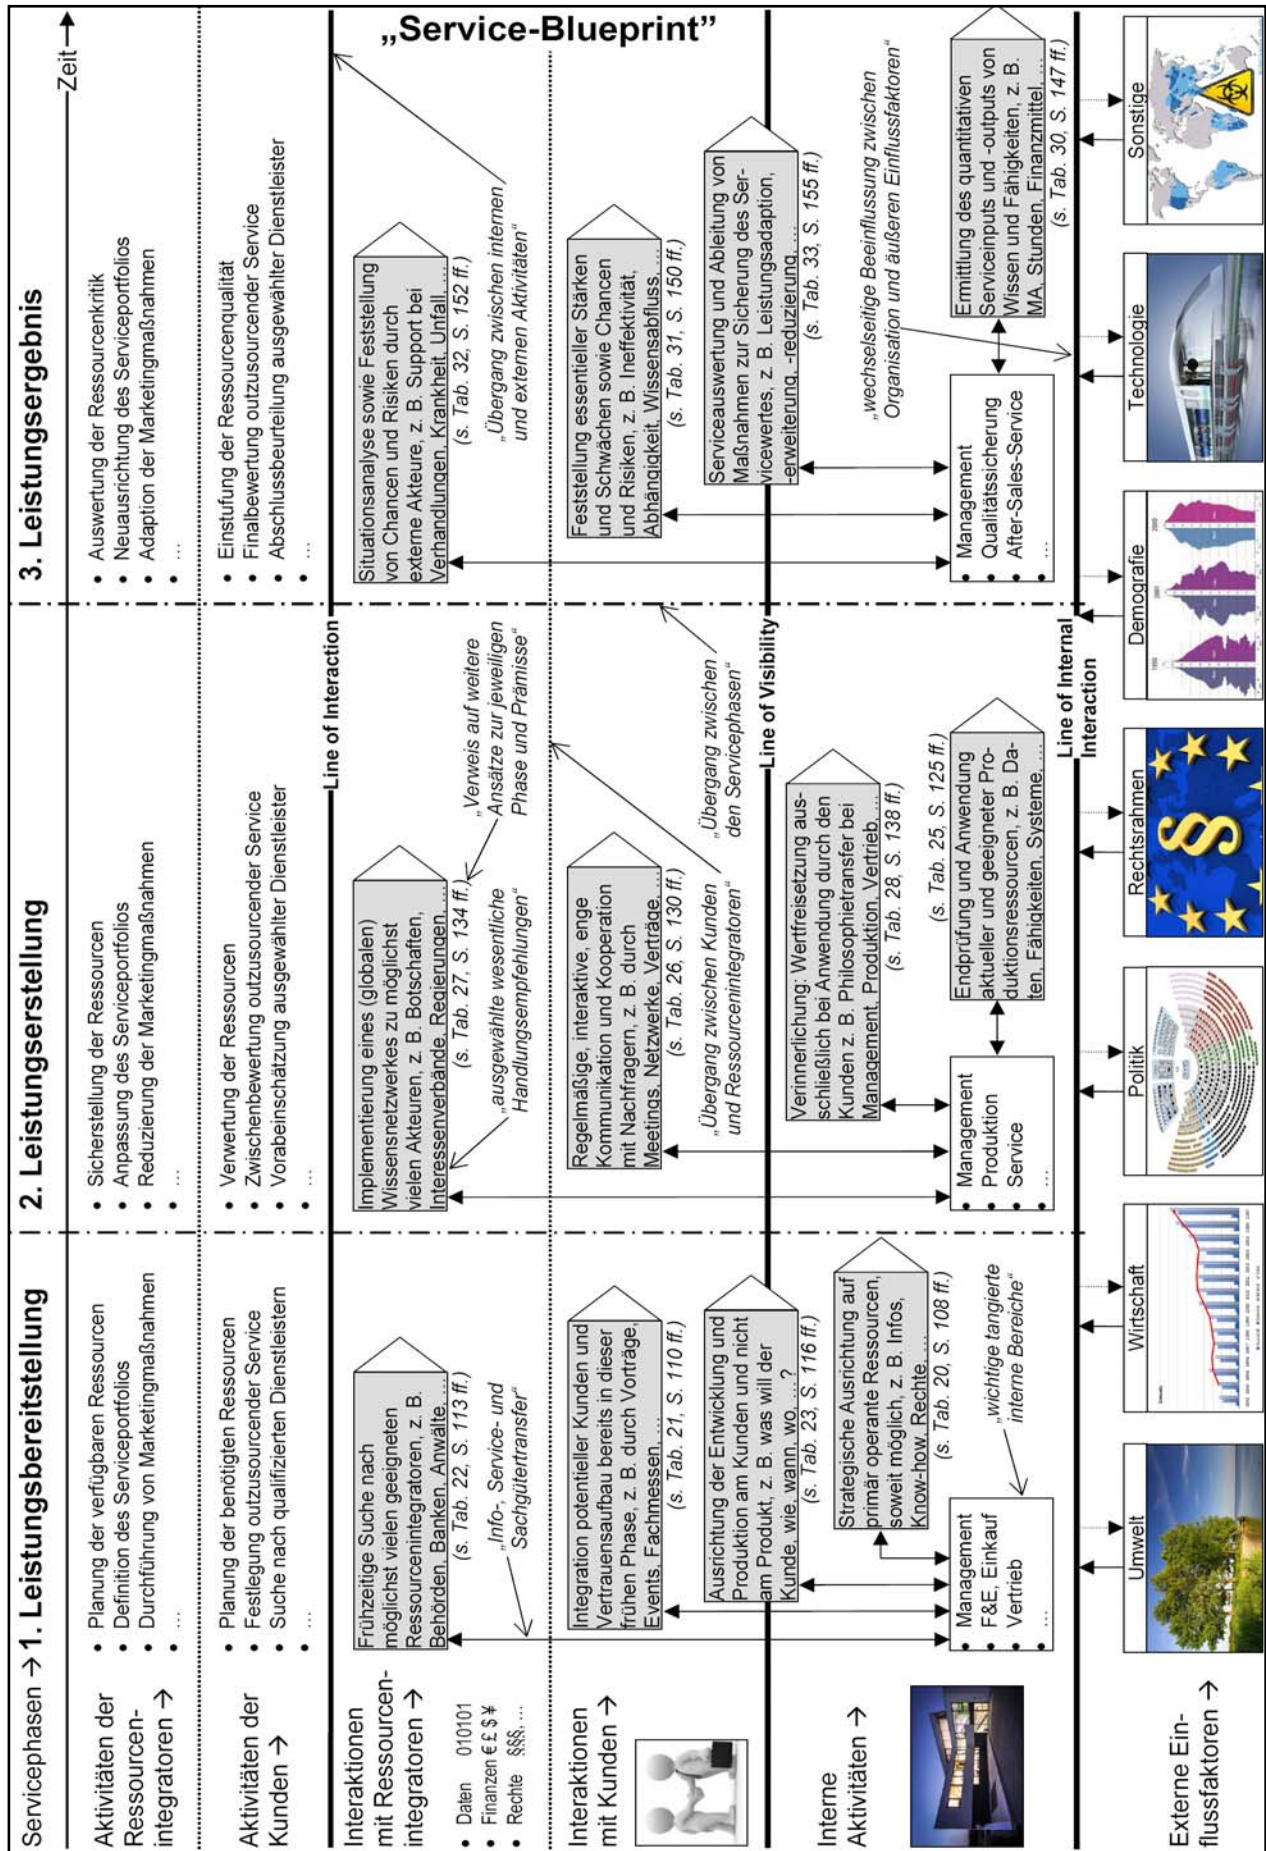 „Service-Blueprint”
Servicephasen → 1. Leistungsbereitstellung
2. Leistungserstellung
3. Leistungsergebnis
Zeit →
Aktivitäten der
Ressourcen-
integratoren →
• Planung der verfügbaren Ressourcen
• Definition des Serviceportfolios
• Durchführung von Marketingmaßnahmen
• …
• Sicherstellung der Ressourcen
• Anpassung des Serviceportfolios
• Reduzierung der Marketingmaßnahmen
• …
• Auswertung der Ressourcenkritik
• Neuausrichtung des Serviceportfolios
• Adaption der Marketingmaßnahmen
• …
Aktivitäten der
Kunden →
• Planung der benötigten Ressourcen
• Festlegung outzusourcender Service
• Suche nach qualifizierten Dienstleistern
• …
• Verwertung der Ressourcen
• Zwischenbewertung outzusourcender Service
• Vorabeinschätzung ausgewählter Dienstleister
• …
• Einstufung der Ressourcenqualität
• Finalbewertung outzusourcender Service
• Abschlussbeurteilung ausgewählter Dienstleister
• …
Line of Interaction
Interaktionen
mit Ressourcen-
integratoren →
• Daten 010101
• Finanzen € £ $ ¥
• Rechte §§§, …
Frühzeitige Suche nach
möglichst vielen geeigneten
Ressourcenintegratoren, z. B.
Behörden, Banken, Anwälte, …
(s. Tab. 22, S. 113 ff.)
„Info-, Service- und
Sachgütertransfer“
Implementierung eines (globalen)
Wissensnetzwerkes zu möglichst
vielen Akteuren, z. B. Botschaften,
Interessenverbände, Regierungen, …
(s. Tab. 27, S. 134 ff.)
„ausgewählte wesentliche
Handlungsempfehlungen“
„Verweis auf weitere
Ansätze zur jeweiligen
Phase und Prämisse“
Situationsanalyse sowie Feststellung
von Chancen und Risiken durch
externe Akteure, z. B. Support bei
Verhandlungen, Krankheit, Unfall, …
(s. Tab. 32, S. 152 ff.)
„Übergang zwischen internen
und externen Aktivitäten“
Interaktionen
mit Kunden →
Integration potentieller Kunden und
Vertrauensaufbau bereits in dieser
frühen Phase, z. B. durch Vorträge,
Events, Fachmessen, …
(s. Tab. 21, S. 110 ff.)
Regelmäßige, interaktive, enge
Kommunikation und Kooperation
mit Nachfragern, z. B. durch
Meetings, Netzwerke, Verträge, …
(s. Tab. 26, S. 130 ff.)
„Übergang zwischen Kunden
und Ressourcenintegratoren“
„Übergang zwischen
den Servicephasen“
Feststellung essentieller Stärken
und Schwächen sowie Chancen
und Risiken, z. B. Ineffektivität,
Abhängigkeit, Wissensabfluss, …
(s. Tab. 31, S. 150 ff.)
Ausrichtung der Entwicklung und
Produktion am Kunden und nicht
am Produkt, z. B. was will der
Kunde, wie, wann, wo, …?
(s. Tab. 23, S. 116 ff.)
Line of Visibility
Serviceauswertung und Ableitung von
Maßnahmen zur Sicherung des Ser-
vicewertes, z. B. Leistungsadaption,
-erweiterung, -reduzierung, …
(s. Tab. 33, S. 155 ff.)
Interne
Aktivitäten →
Strategische Ausrichtung auf
primär operante Ressourcen,
soweit möglich, z. B. Infos,
Know-how, Rechte, …
(s. Tab. 20, S. 108 ff.)
„wichtige tangierte
interne Bereiche“
• Management
• F&E, Einkauf
• Vertrieb
• …
Verinnerlichung: Wertfreisetzung aus-
schließlich bei Anwendung durch den
Kunden z. B. Philosophietransfer bei
Management, Produktion, Vertrieb, …
(s. Tab. 28, S. 138 ff.)
(s. Tab. 25, S. 125 ff.)
Endprüfung und Anwendung
aktueller und geeigneter Pro-
duktionsressourcen, z. B. Da-
ten, Fähigkeiten, Systeme, …
• Management
• Produktion
• Service
• …
„wechselseitige Beeinflussung zwischen
Organisation und äußeren Einflussfaktoren“
Ermittlung des quantitativen
Serviceinputs und -outputs von
Wissen und Fähigkeiten, z. B.
MA, Stunden, Finanzmittel, …
(s. Tab. 30, S. 147 ff.)
• Management
• Qualitätssicherung
• After-Sales-Service
• …
Line of Internal
Interaction
Externe Ein-
flussfaktoren →
Umwelt
Wirtschaft
Politik
Rechtsrahmen
§
Demografie
Technologie
Sonstige